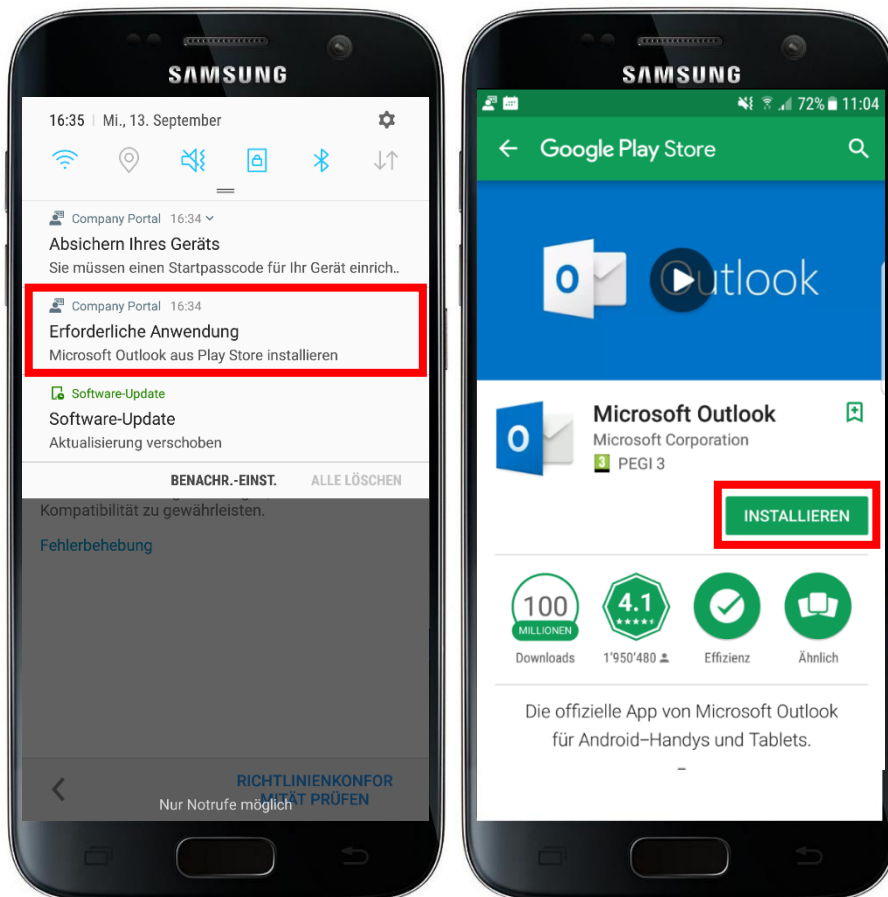 SAMSUNG
16:35 | Mi., 13. September
Company Portal 16:34
Absichern Ihres Geräts
Sie müssen einen Startpasscode für Ihr Gerät einrich..
Company Portal 16:34
Erforderliche Anwendung
Microsoft Outlook aus Play Store installieren
Software-Update
Software-Update
Aktualisierung verschoben
BENACHR.-EINST. ALLE LÖSCHEN
Kompatibilität zu gewährleisten.
Fehlerbehebung
RICHTLINIENKONFOR
MITÄT PRÜFEN
Nur Notrufe möglich
SAMSUNG
72% 11:04
Google Play Store
Outlook
Microsoft Outlook
Microsoft Corporation
3 PEGI 3
INSTALLIEREN
100
MILLIONEN
Downloads
4.1
1'950'480
Effizienz
Ähnlich
Die offizielle App von Microsoft Outlook
für Android-Handys und Tablets.